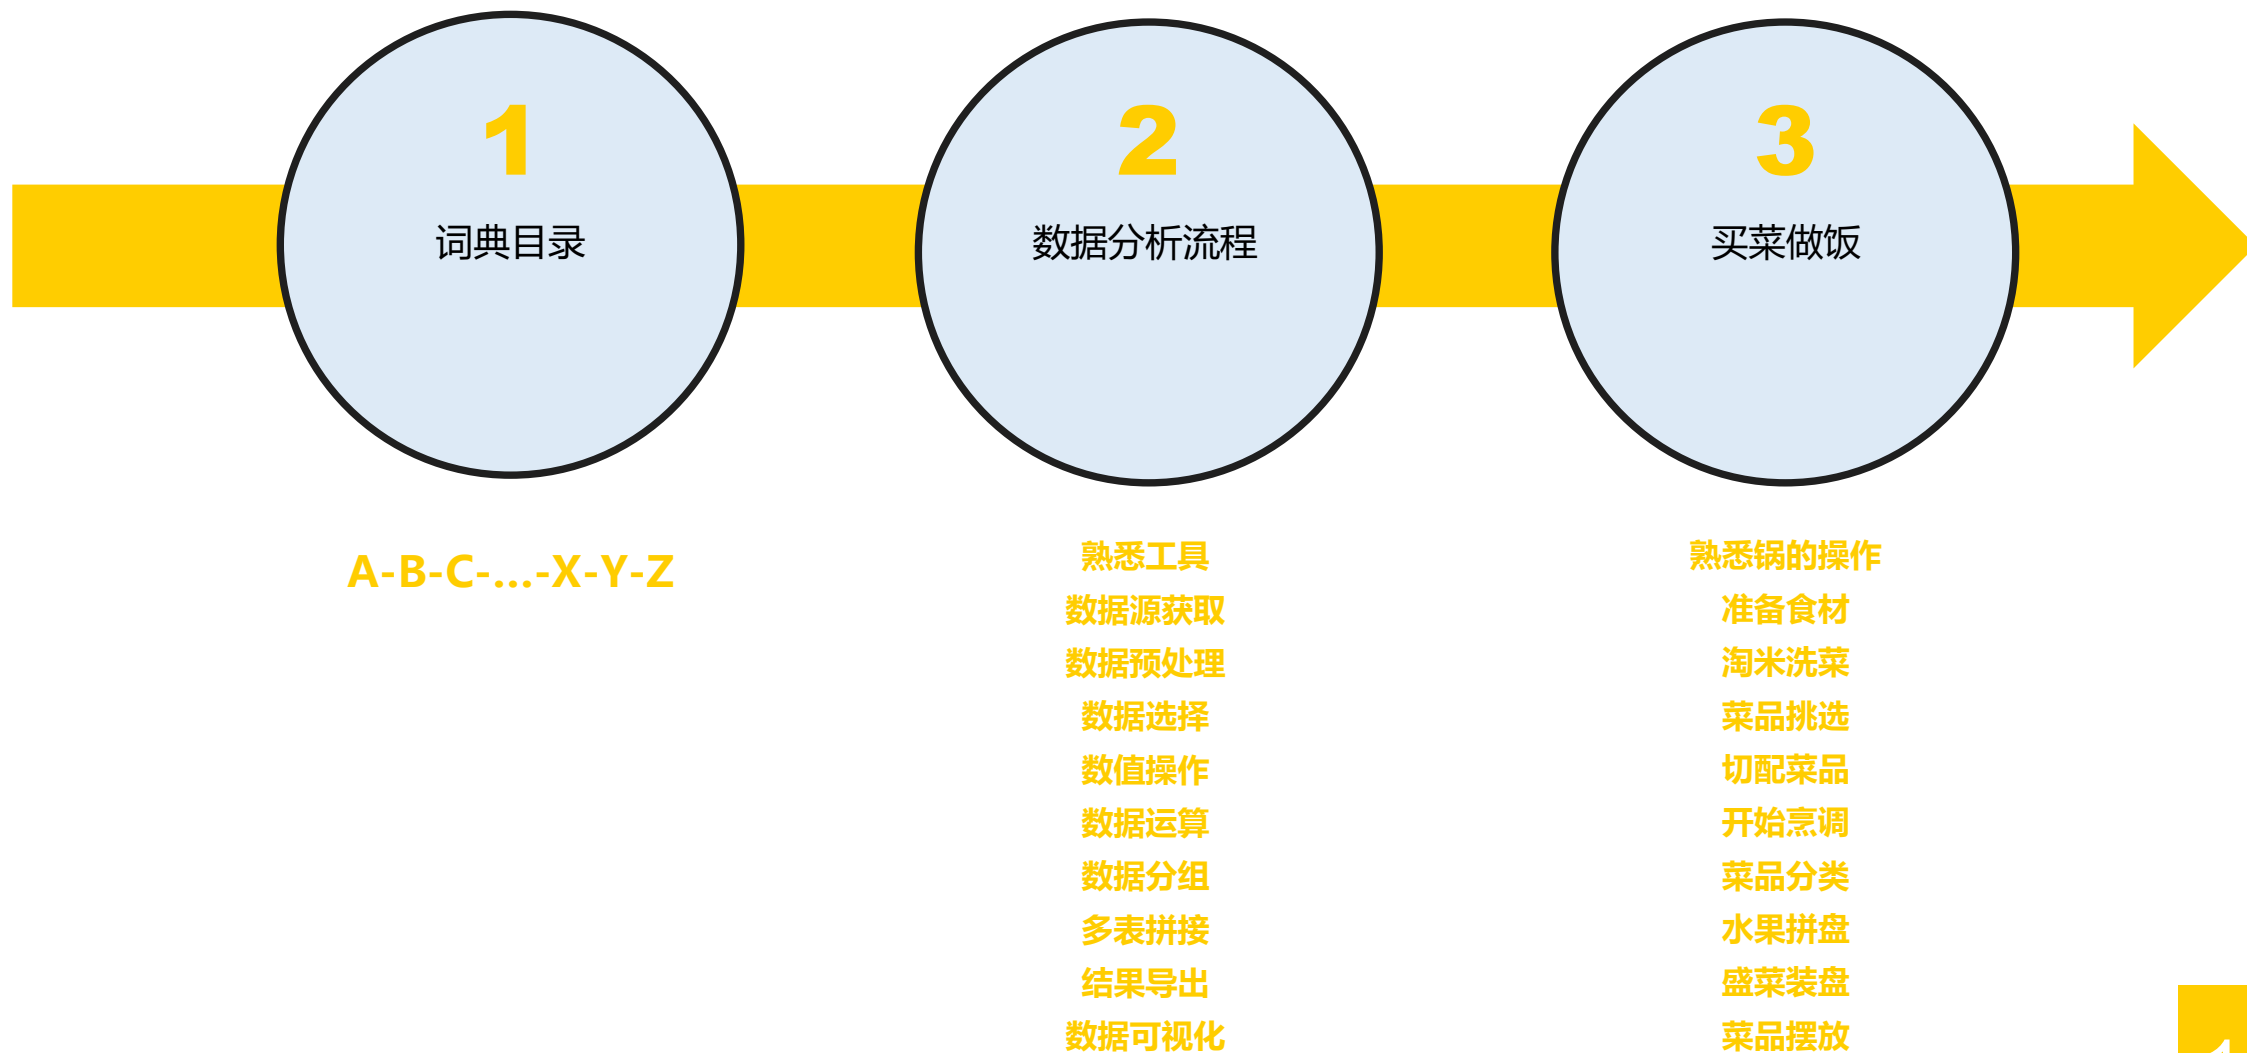 1
词典目录
A-B-C-...-X-Y-Z
2
数据分析流程
熟悉工具
数据源获取
数据预处理
数据选择
数值操作
数据运算
数据分组
多表拼接
结果导出
数据可视化
3
买菜做饭
熟悉锅的操作
准备食材
淘米洗菜
菜品挑选
切配菜品
开始烹调
菜品分类
水果拼盘
盛菜装盘
菜品摆放